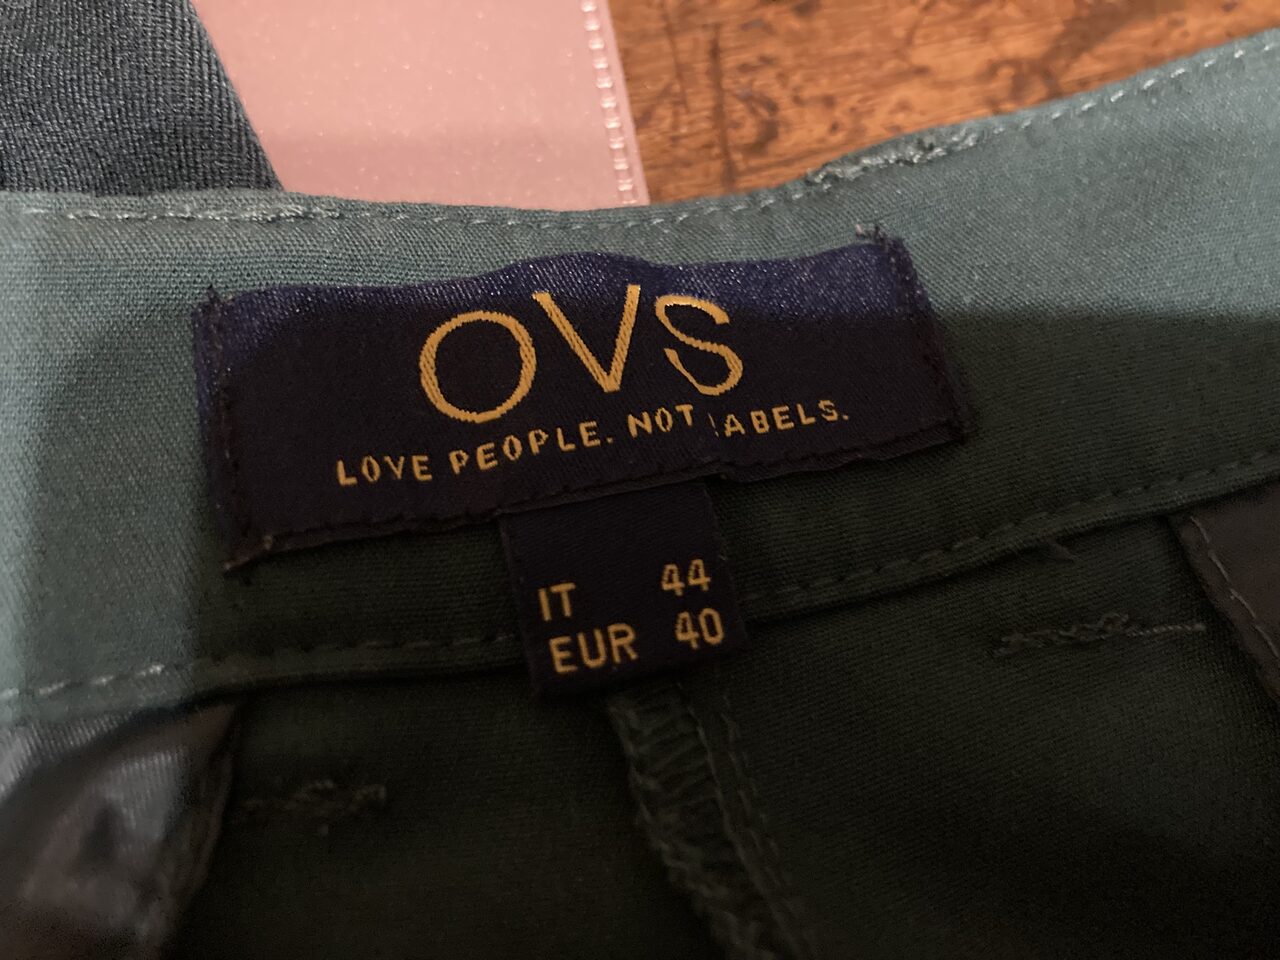 OVS
LOVE PEOPLE. NOT LABELS.
IT 44
EUR 40